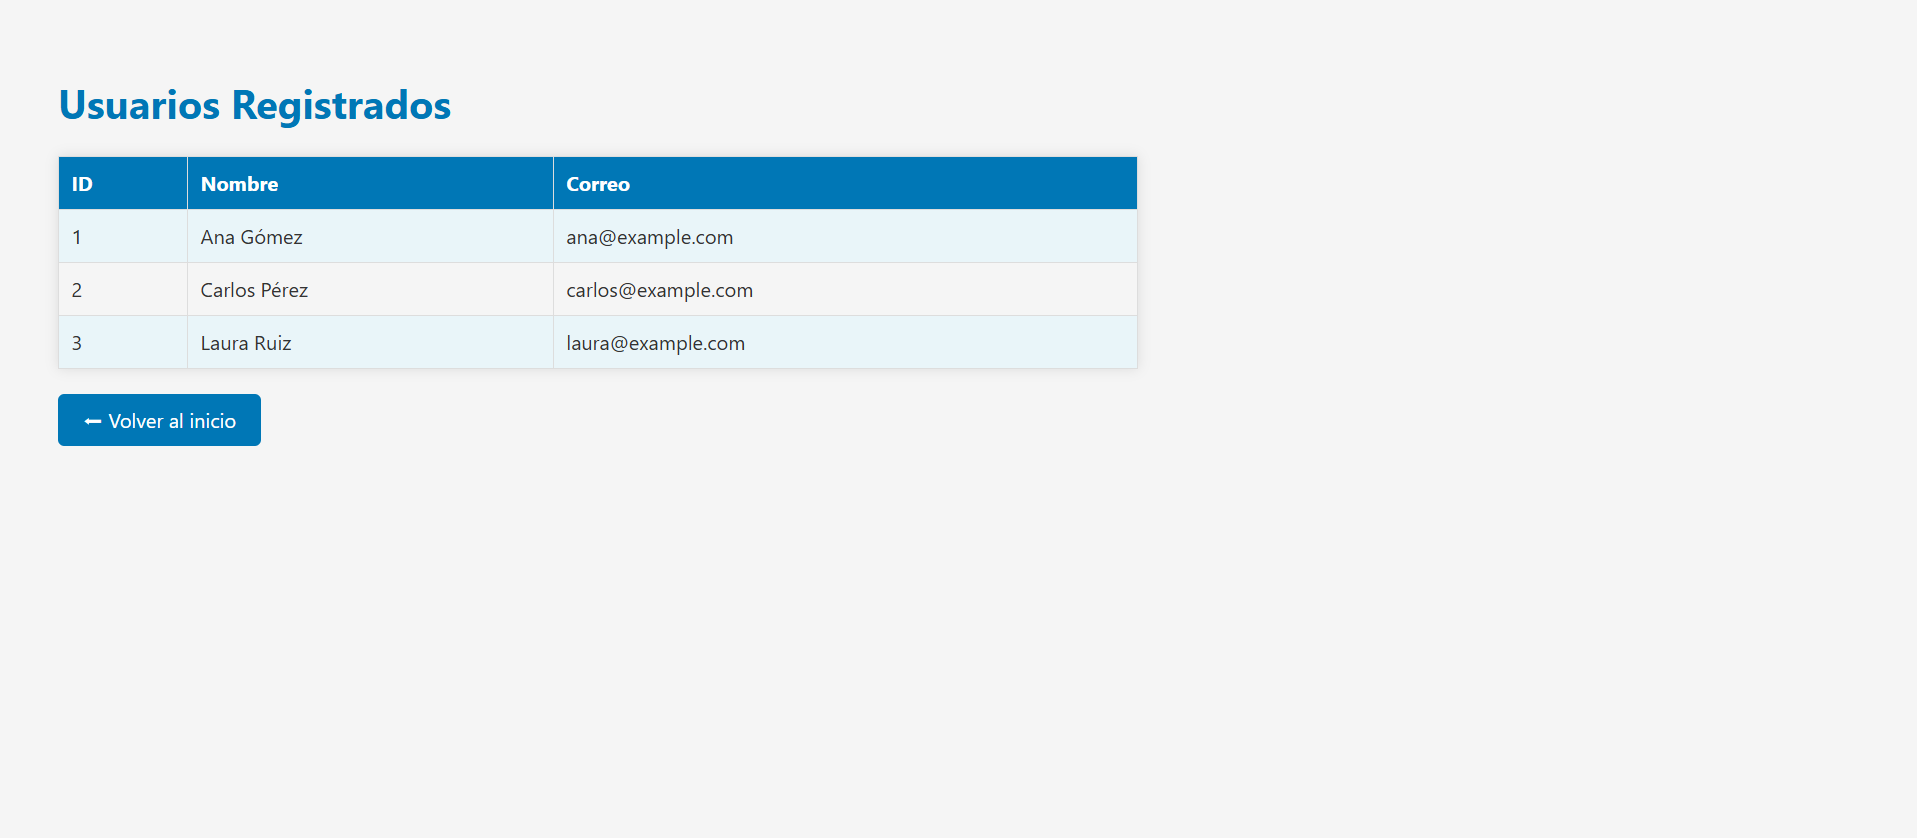 Usuarios Registrados
ID Nombre Correo
1 Ana Gómez ana@example.com
2 Carlos Pérez carlos@example.com
3 Laura Ruiz laura@example.com
← Volver al inicio